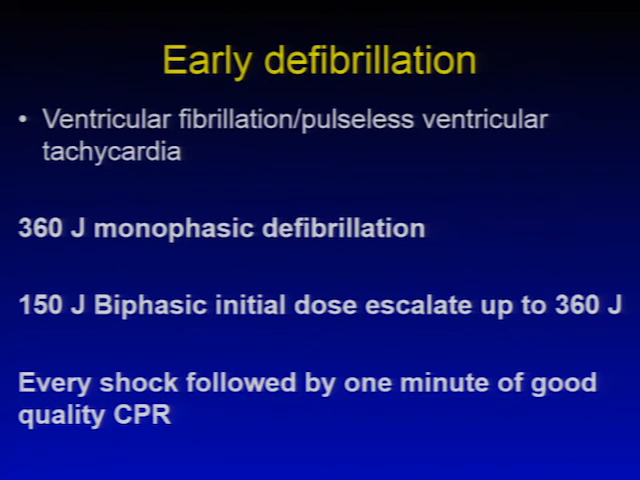 Early defibrillation
• Ventricular fibrillation/pulseless ventricular
tachycardia
360 J monophasic defibrillation
150 J Biphasic initial dose escalate up to 360 J
Every shock followed by one minute of good
quality CPR